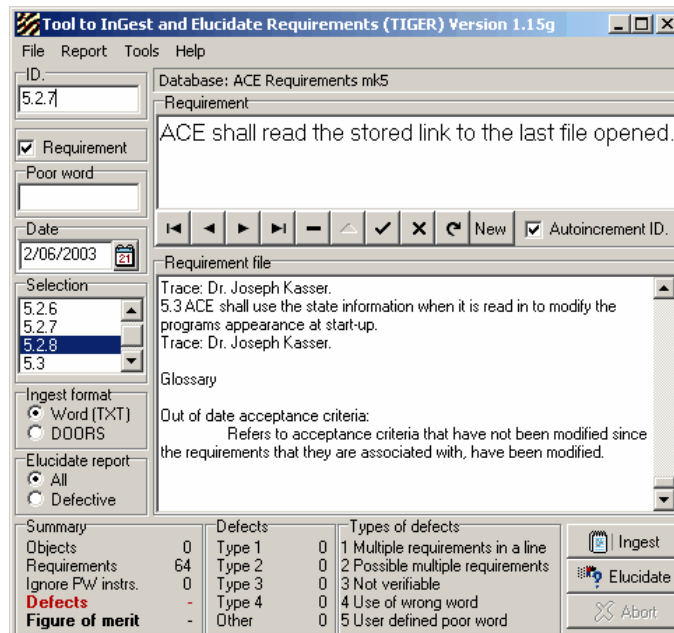 Tool to InGest and Elucidate Requirements (TIGER) Version 1.15g
File Report Tools Help
ID.
5.2.7
Database: ACE Requirements mk5
Requirement
ACE shall read the stored link to the last file opened.
Requirement
Poor word
Date
2/06/2003
21
New
Autoincrement ID.
Selection
5.2.6
5.2.7
5.2.8
5.3
Requirement file
Trace: Dr. Joseph Kasser.
5.3 ACE shall use the state information when it is read in to modify the
programs appearance at start-up.
Trace: Dr. Joseph Kasser.
Glossary
Out of date acceptance criteria:
Refers to acceptance criteria that have not been modified since
the requirements that they are associated with, have been modified.
Ingest format
Word (TXT)
DOORS
Elucidate report
All
Defective
Summary
Objects 0
Requirements 64
Ignore PW instrs. 0
Defects -
Figure of merit -
Defects
Type 1 0
Type 2 0
Type 3 0
Type 4 0
Other 0
Types of defects
1 Multiple requirements in a line
2 Possible multiple requirements
3 Not verifiable
4 Use of wrong word
5 User defined poor word
Ingest
Elucidate
Abort